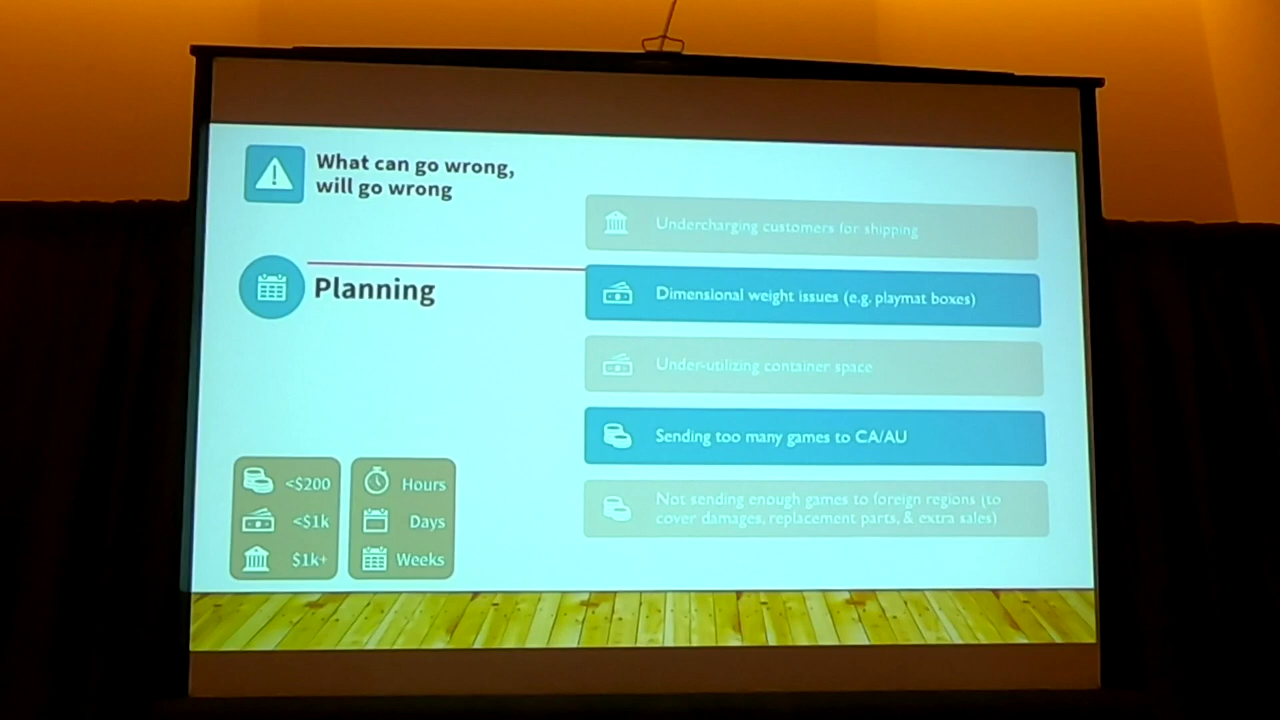 What can go wrong,
will go wrong
Planning
Undercharging customers for shipping
Dimensional weight issues (e.g. playmat boxes)
Under-utilizing container space
Sending too many games to CA/AU
Not sending enough games to foreign regions (to
cover damages, replacement parts, & extra sales)
<$200
<$1k
$1k+
Hours
Days
Weeks